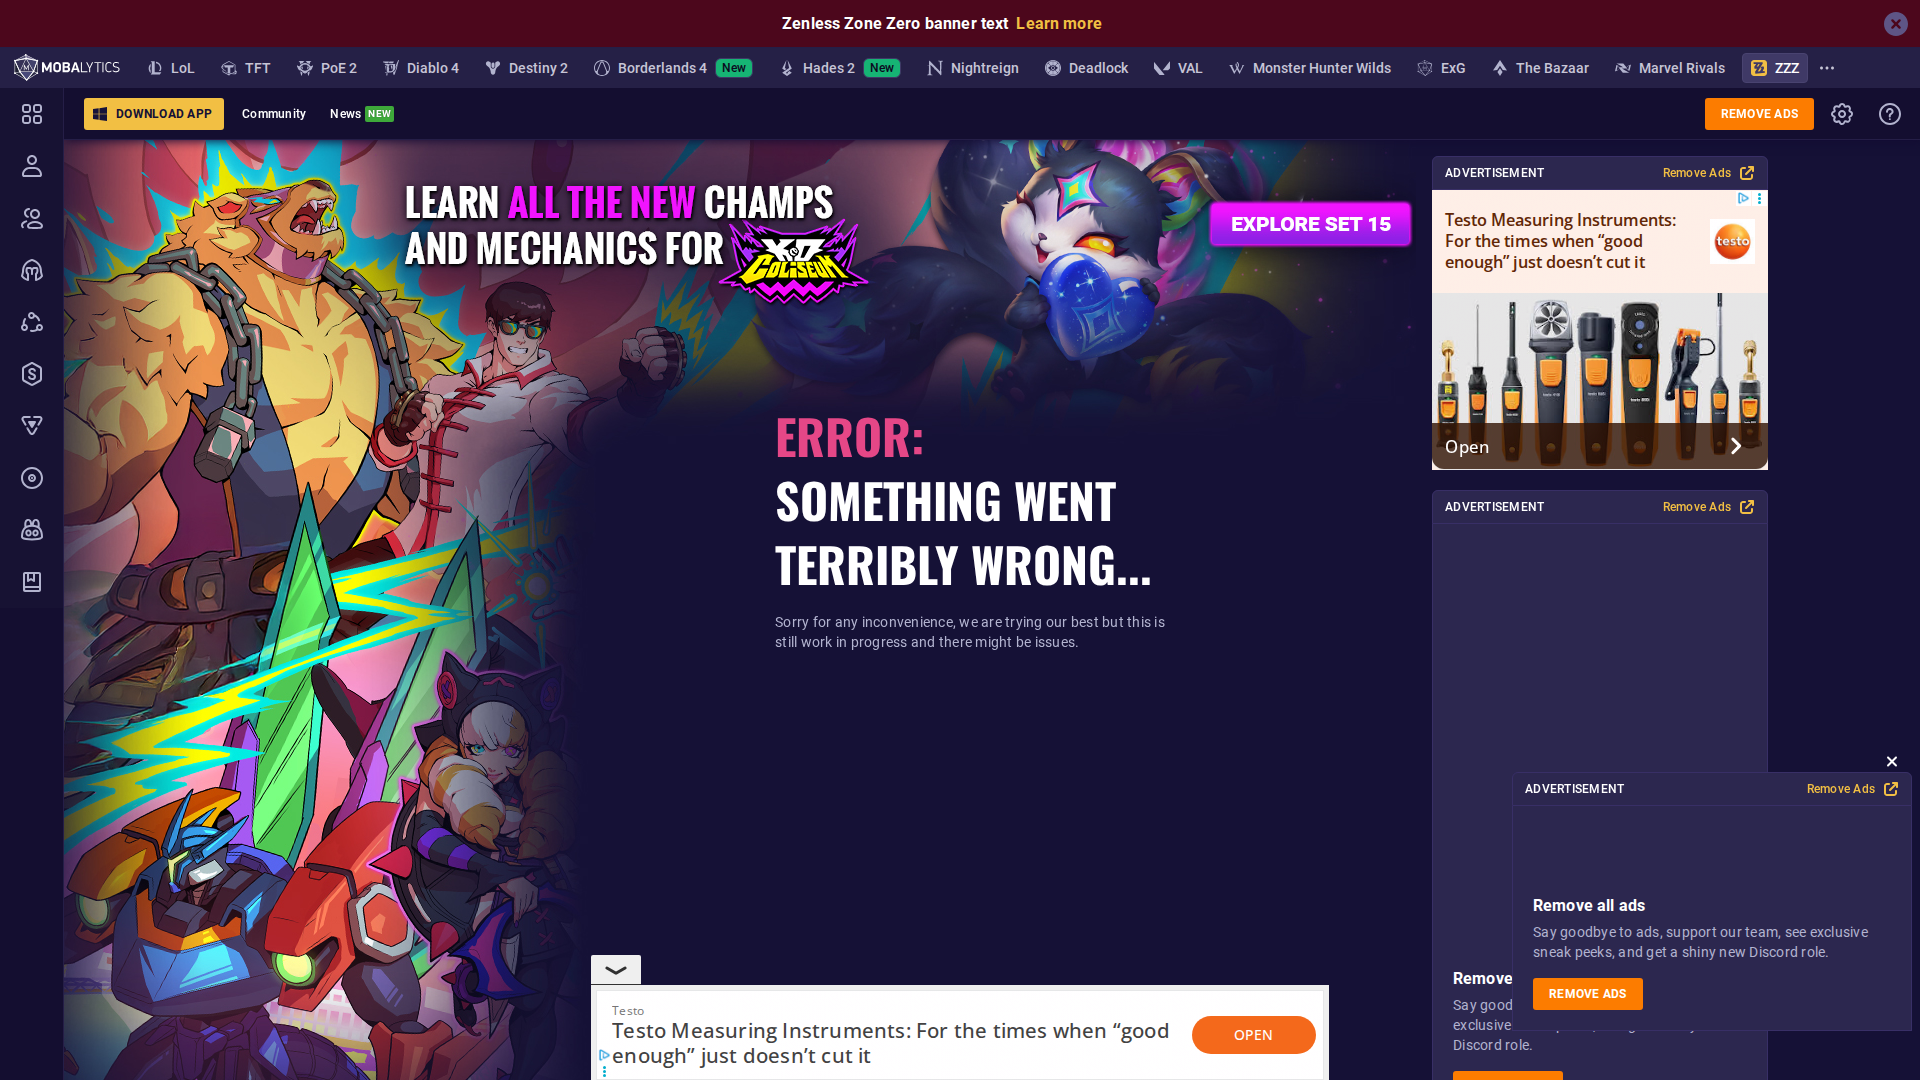 Zenless Zone Zero banner text Learn more
MOBALYTICS LoL TFT PoE 2 Diablo 4 Destiny 2 Borderlands 4 New Hades 2 New Nightreign Deadlock VAL Monster Hunter Wilds ExG The Bazaar Marvel Rivals ZZZ
DOWNLOAD APP Community News NEW REMOVE ADS
LEARN ALL THE NEW CHAMPS
AND MECHANICS FOR
KO COLISEUM
EXPLORE SET 15
ERROR:
SOMETHING WENT
TERRIBLY WRONG...
Sorry for any inconvenience, we are trying our best but this is
still work in progress and there might be issues.
ADVERTISEMENT Remove Ads
Testo Measuring Instruments:
For the times when “good
enough” just doesn’t cut it
testo
Open
ADVERTISEMENT Remove Ads
Remove
Say good
exclusive
Discord role.
ADVERTISEMENT Remove Ads
Remove all ads
Say goodbye to ads, support our team, see exclusive
sneak peeks, and get a shiny new Discord role.
REMOVE ADS
Testo
Testo Measuring Instruments: For the times when “good
enough” just doesn’t cut it
OPEN